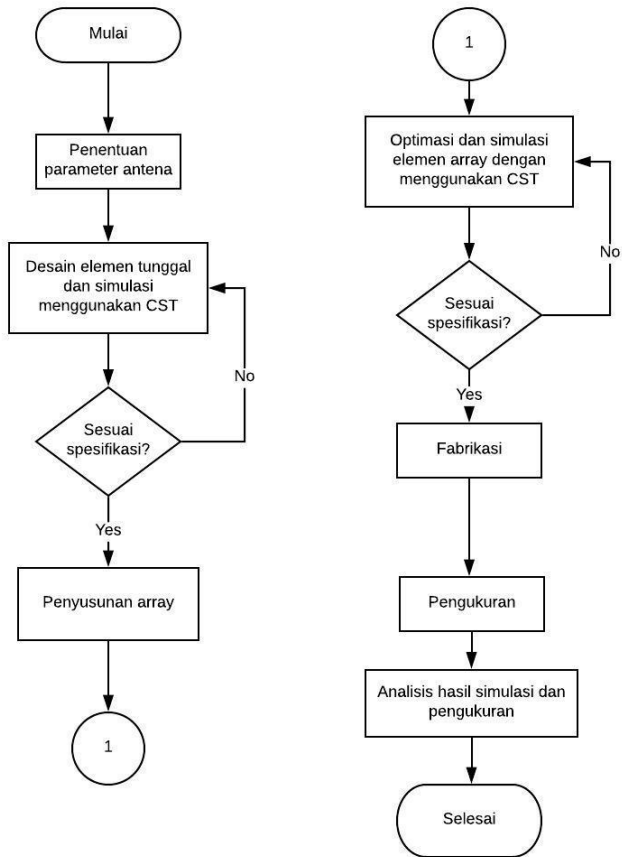 Mulai
Penentuan
parameter antena
Desain elemen tunggal
dan simulasi
menggunakan CST
No
Sesuai
spesifikasi?
Yes
Penyusunan array
1
1
Optimasi dan simulasi
elemen array dengan
menggunakan CST
No
Sesuai
spesifikasi?
Yes
Fabrikasi
Pengukuran
Analisis hasil simulasi dan
pengukuran
Selesai